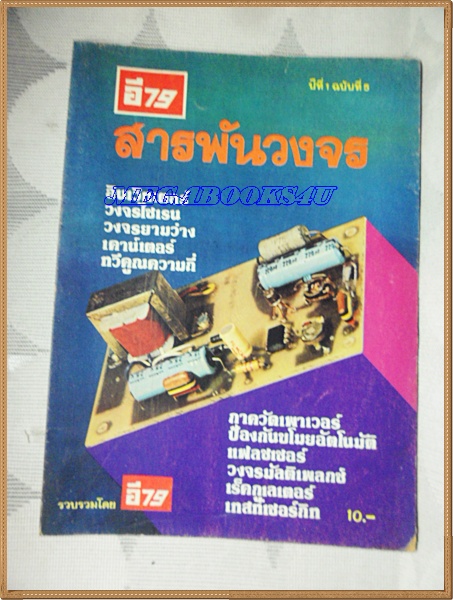 อี79
ปีที่ 1 ฉบับที่ 5
สารพันวงจร
MEGABOOKS4U
วงจรไซเรน
วงจรยามว่าง
เคาน์เตอร์
ทวีคูณความถี่
ภาควัดเพาเวอร์
ป้องกันขโมยอัตโนมัติ
แฟลชเชอร์
วงจรมัลติเพลกซ์
เร็คกูเลเตอร์
เทสท์เซอร์กิท
รวบรวมโดย อี79
10.-